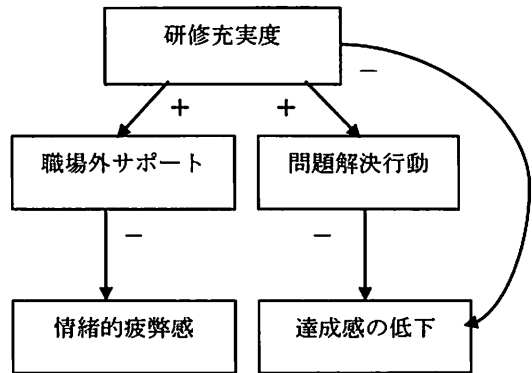 研修充実度
−
+ +
職場外サポート 問題解決行動
− −
情緒的疲弊感 達成感の低下